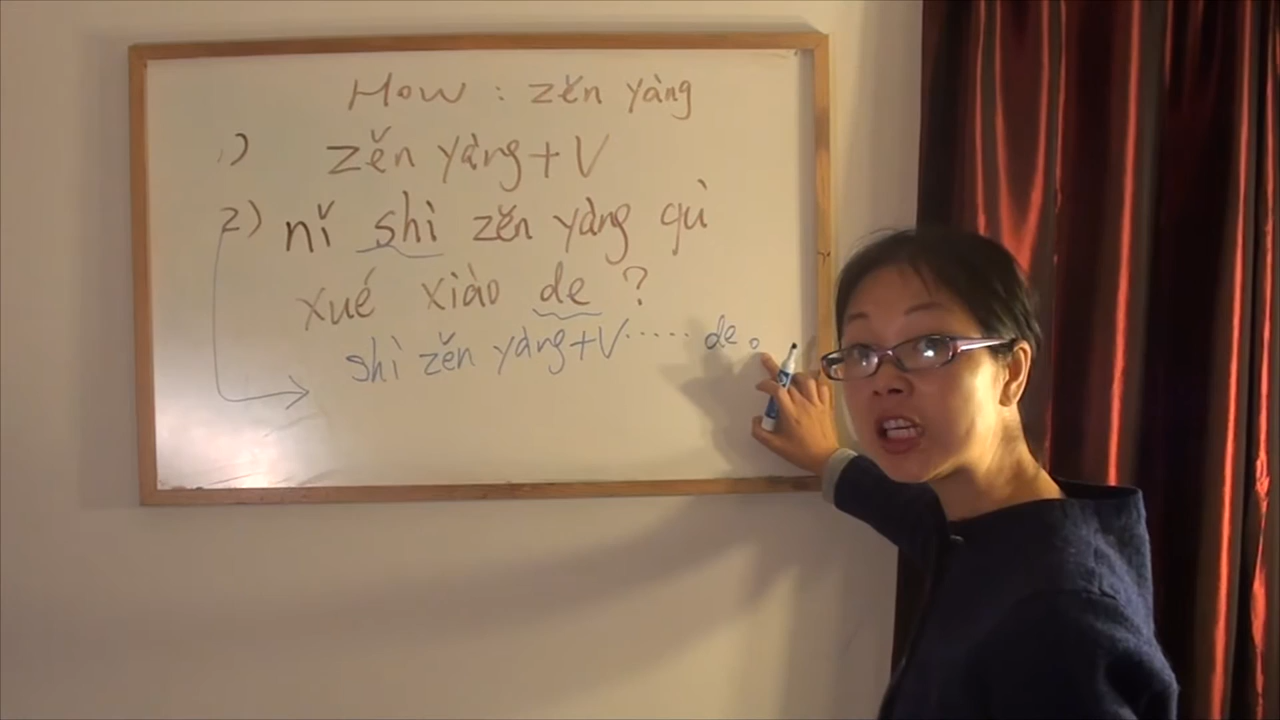 How : zěn yàng
1) zěn yàng + V
2) nǐ shì zěn yàng qù
xué xiào de ?
shì zěn yàng + V ······ de 。